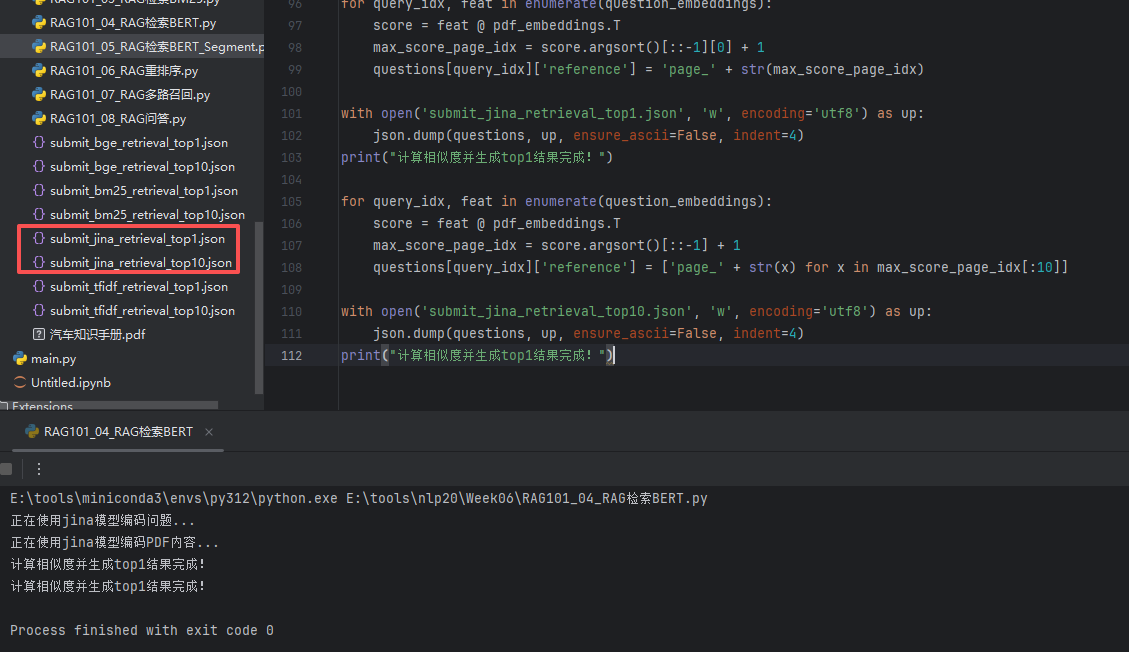 RAG101_03_RAG检索BM25.py
RAG101_04_RAG检索BERT.py
RAG101_05_RAG检索BERT_Segment.p
RAG101_06_RAG重排序.py
RAG101_07_RAG多路召回.py
RAG101_08_RAG问答.py
submit_bge_retrieval_top1.json
submit_bge_retrieval_top10.json
submit_bm25_retrieval_top1.json
submit_bm25_retrieval_top10.json
submit_jina_retrieval_top1.json
submit_jina_retrieval_top10.json
submit_tfidf_retrieval_top1.json
submit_tfidf_retrieval_top10.json
汽车知识手册.pdf
main.py
Untitled.ipynb
Extensions
96 for query_idx, feat in enumerate(question_embeddings):
97 score = feat @ pdf_embeddings.T
98 max_score_page_idx = score.argsort()[::-1][0] + 1
99 questions[query_idx]['reference'] = 'page_' + str(max_score_page_idx)
100
101 with open('submit_jina_retrieval_top1.json', 'w', encoding='utf8') as up:
102 json.dump(questions, up, ensure_ascii=False, indent=4)
103 print("计算相似度并生成top1结果完成！")
104
105 for query_idx, feat in enumerate(question_embeddings):
106 score = feat @ pdf_embeddings.T
107 max_score_page_idx = score.argsort()[::-1] + 1
108 questions[query_idx]['reference'] = ['page_' + str(x) for x in max_score_page_idx[:10]]
109
110 with open('submit_jina_retrieval_top10.json', 'w', encoding='utf8') as up:
111 json.dump(questions, up, ensure_ascii=False, indent=4)
112 print("计算相似度并生成top1结果完成！")
RAG101_04_RAG检索BERT
E:\tools\miniconda3\envs\py312\python.exe E:\tools\nlp20\Week06\RAG101_04_RAG检索BERT.py
正在使用jina模型编码问题...
正在使用jina模型编码PDF内容...
计算相似度并生成top1结果完成！
计算相似度并生成top1结果完成！
Process finished with exit code 0